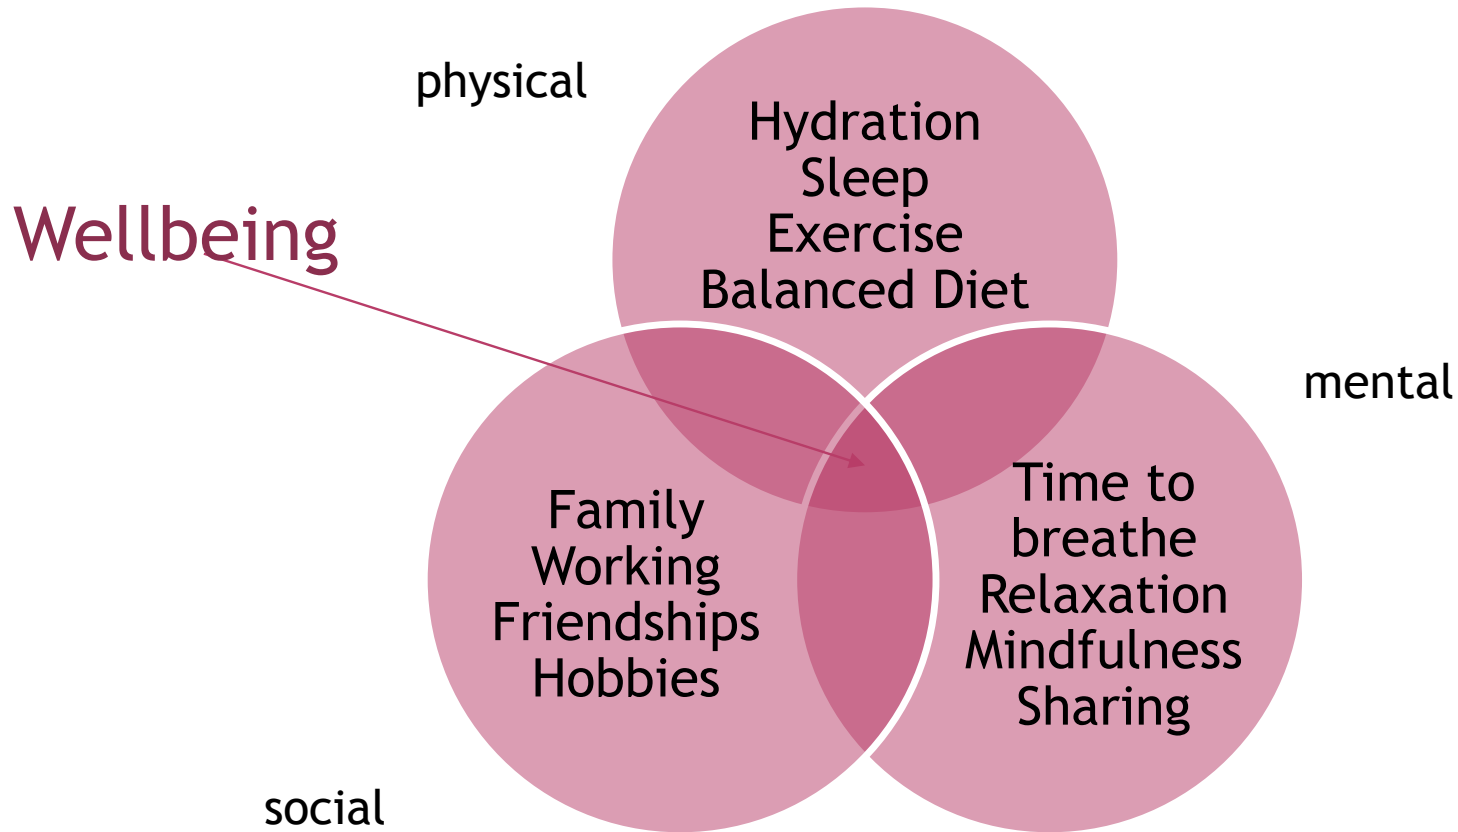 physical
Hydration
Sleep
Exercise
Balanced Diet
Wellbeing
mental
Time to
breathe
Relaxation
Mindfulness
Sharing
Family
Working
Friendships
Hobbies
social